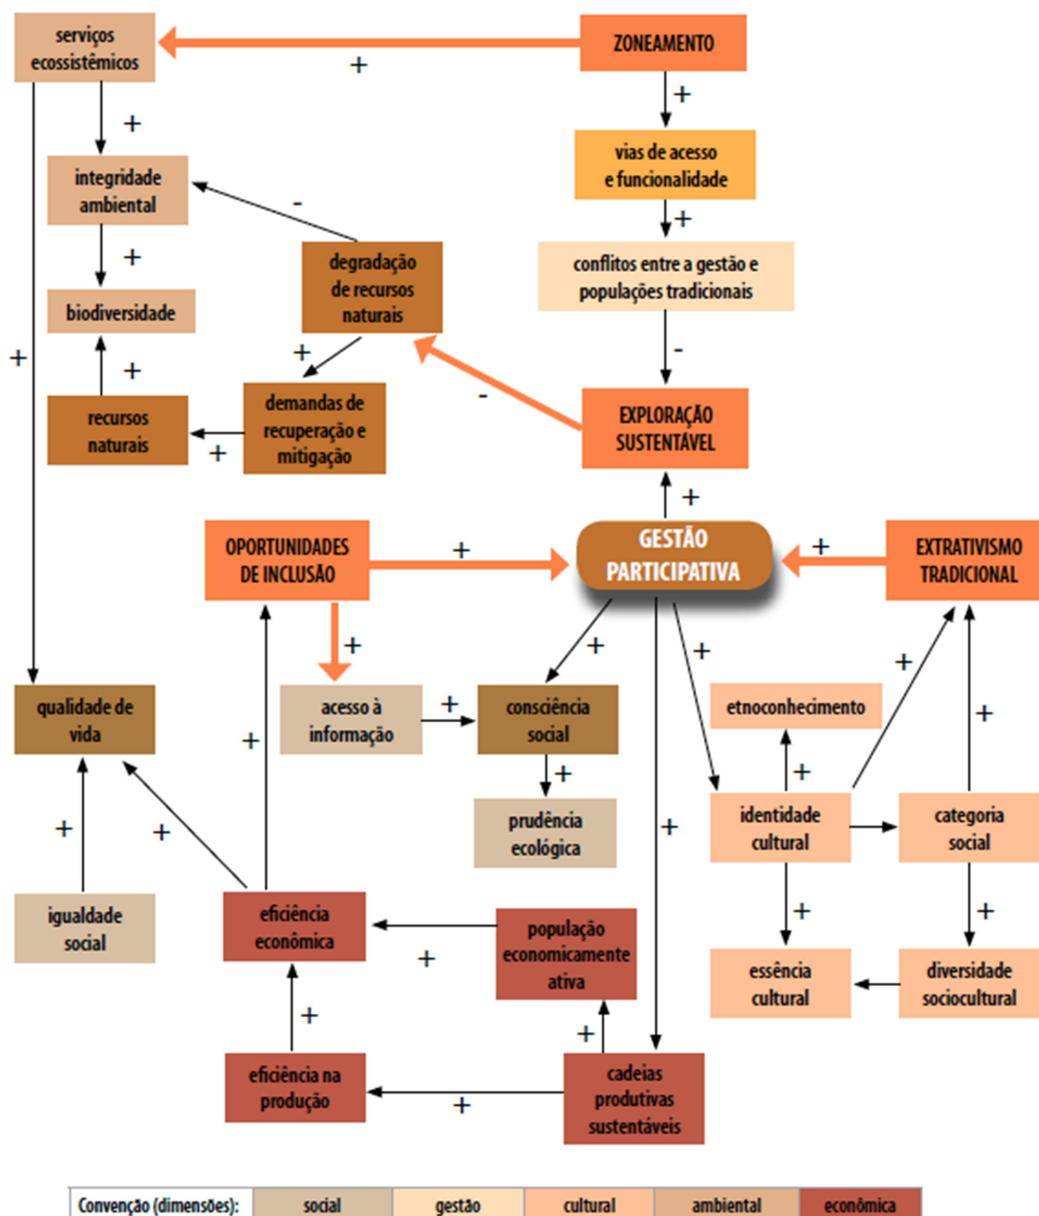 serviços
ecossistêmicos
ZONEAMENTO
+
+
+
vias de acesso
e funcionalidade
integridade
ambiental
-
+
+
degradação
de recursos
naturais
conflitos entre a gestão e
populações tradicionais
biodiversidade
+
+
+
-
-
recursos
naturais
+
demandas de
recuperação e
mitigação
EXPLORAÇÃO
SUSTENTÁVEL
+
OPORTUNIDADES
DE INCLUSÃO
+
GESTÃO
PARTICIPATIVA
+
EXTRATIVISMO
TRADICIONAL
+
+
+
+
qualidade de
vida
acesso à
informação
+
consciência
social
etnoconhecimento
+
+
+
+
+
+
+
prudência
ecológica
identidade
cultural
categoria
social
igualdade
social
eficiência
econômica
+
população
economicamente
ativa
+
+
essência
cultural
diversidade
sociocultural
+
+
eficiência na
produção
+
cadeias
produtivas
sustentáveis
Convenção (dimensões): social gestão cultural ambiental econômica